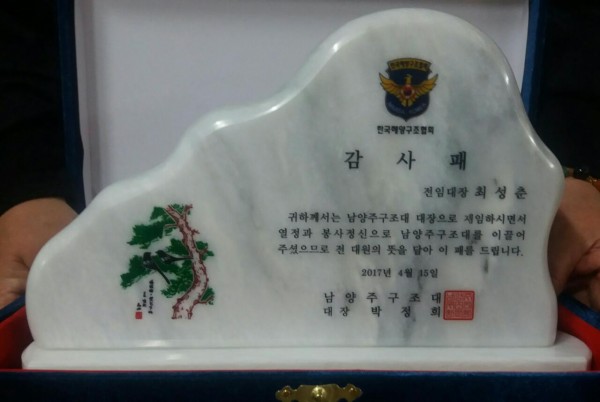 한국해양구조협회
감사패
전임대장 최성춘
귀하께서는 남양주구조대 대장으로 재임하시면서
열정과 봉사정신으로 남양주구조대를 이끌어
주셨으므로 전 대원의 뜻을 담아 이 패를 드립니다.
2017년 4월 15일
남양주구조대
대장 박정희